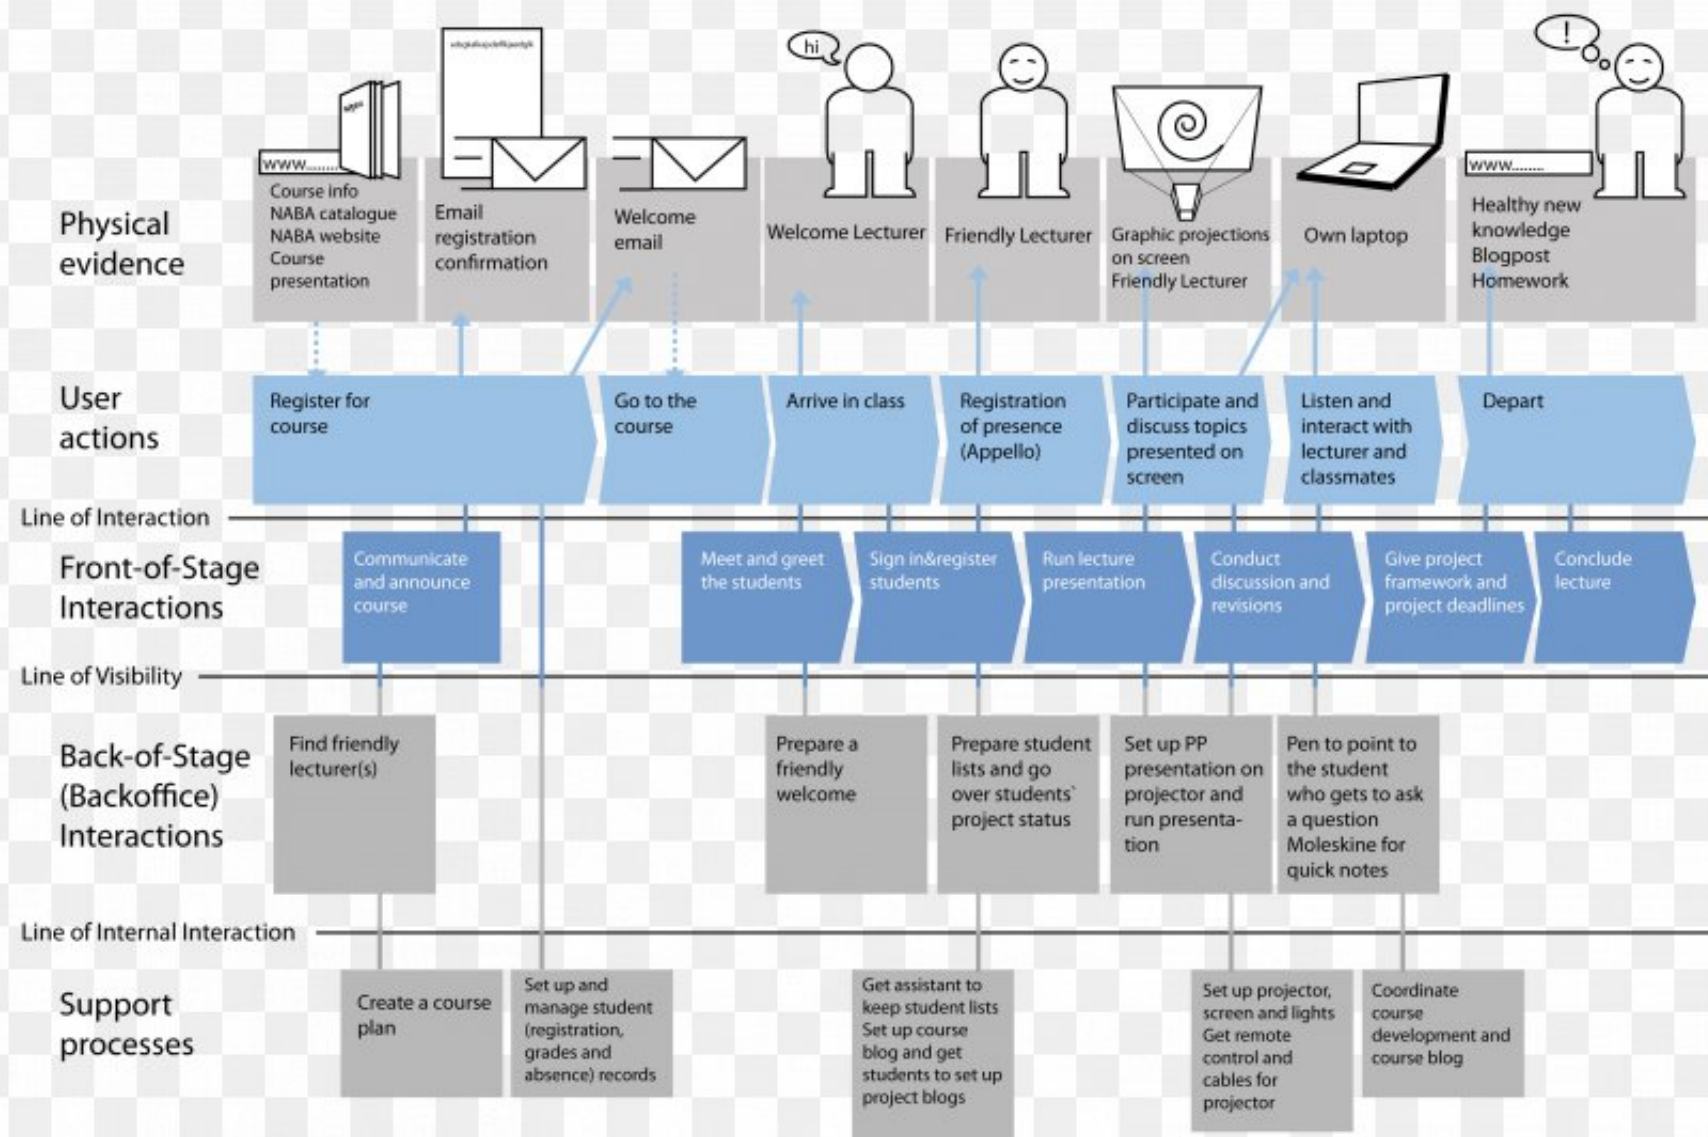 hi
!
www.......
www.......
Physical
evidence
Course info
NABA catalogue
NABA website
Course
presentation
Email
registration
confirmation
Welcome
email
Welcome Lecturer
Friendly Lecturer
Graphic projections
on screen
Friendly Lecturer
Own laptop
Healthy new
knowledge
Blogpost
Homework
User
actions
Register for
course
Go to the
course
Arrive in class
Registration
of presence
(Appello)
Participate and
discuss topics
presented on
screen
Listen and
interact with
lecturer and
classmates
Depart
Line of Interaction
Front-of-Stage
Interactions
Communicate
and announce
course
Meet and greet
the students
Sign in&register
students
Run lecture
presentation
Conduct
discussion and
revisions
Give project
framework and
project deadlines
Conclude
lecture
Line of Visibility
Back-of-Stage
(Backoffice)
Interactions
Find friendly
lecturer(s)
Prepare a
friendly
welcome
Prepare student
lists and go
over students`
project status
Set up PP
presentation on
projector and
run presenta-
tion
Pen to point to
the student
who gets to ask
a question
Moleskine for
quick notes
Line of Internal Interaction
Support
processes
Create a course
plan
Set up and
manage student
(registration,
grades and
absence) records
Get assistant to
keep student lists
Set up course
blog and get
students to set up
project blogs
Set up projector,
screen and lights
Get remote
control and
cables for
projector
Coordinate
course
development and
course blog